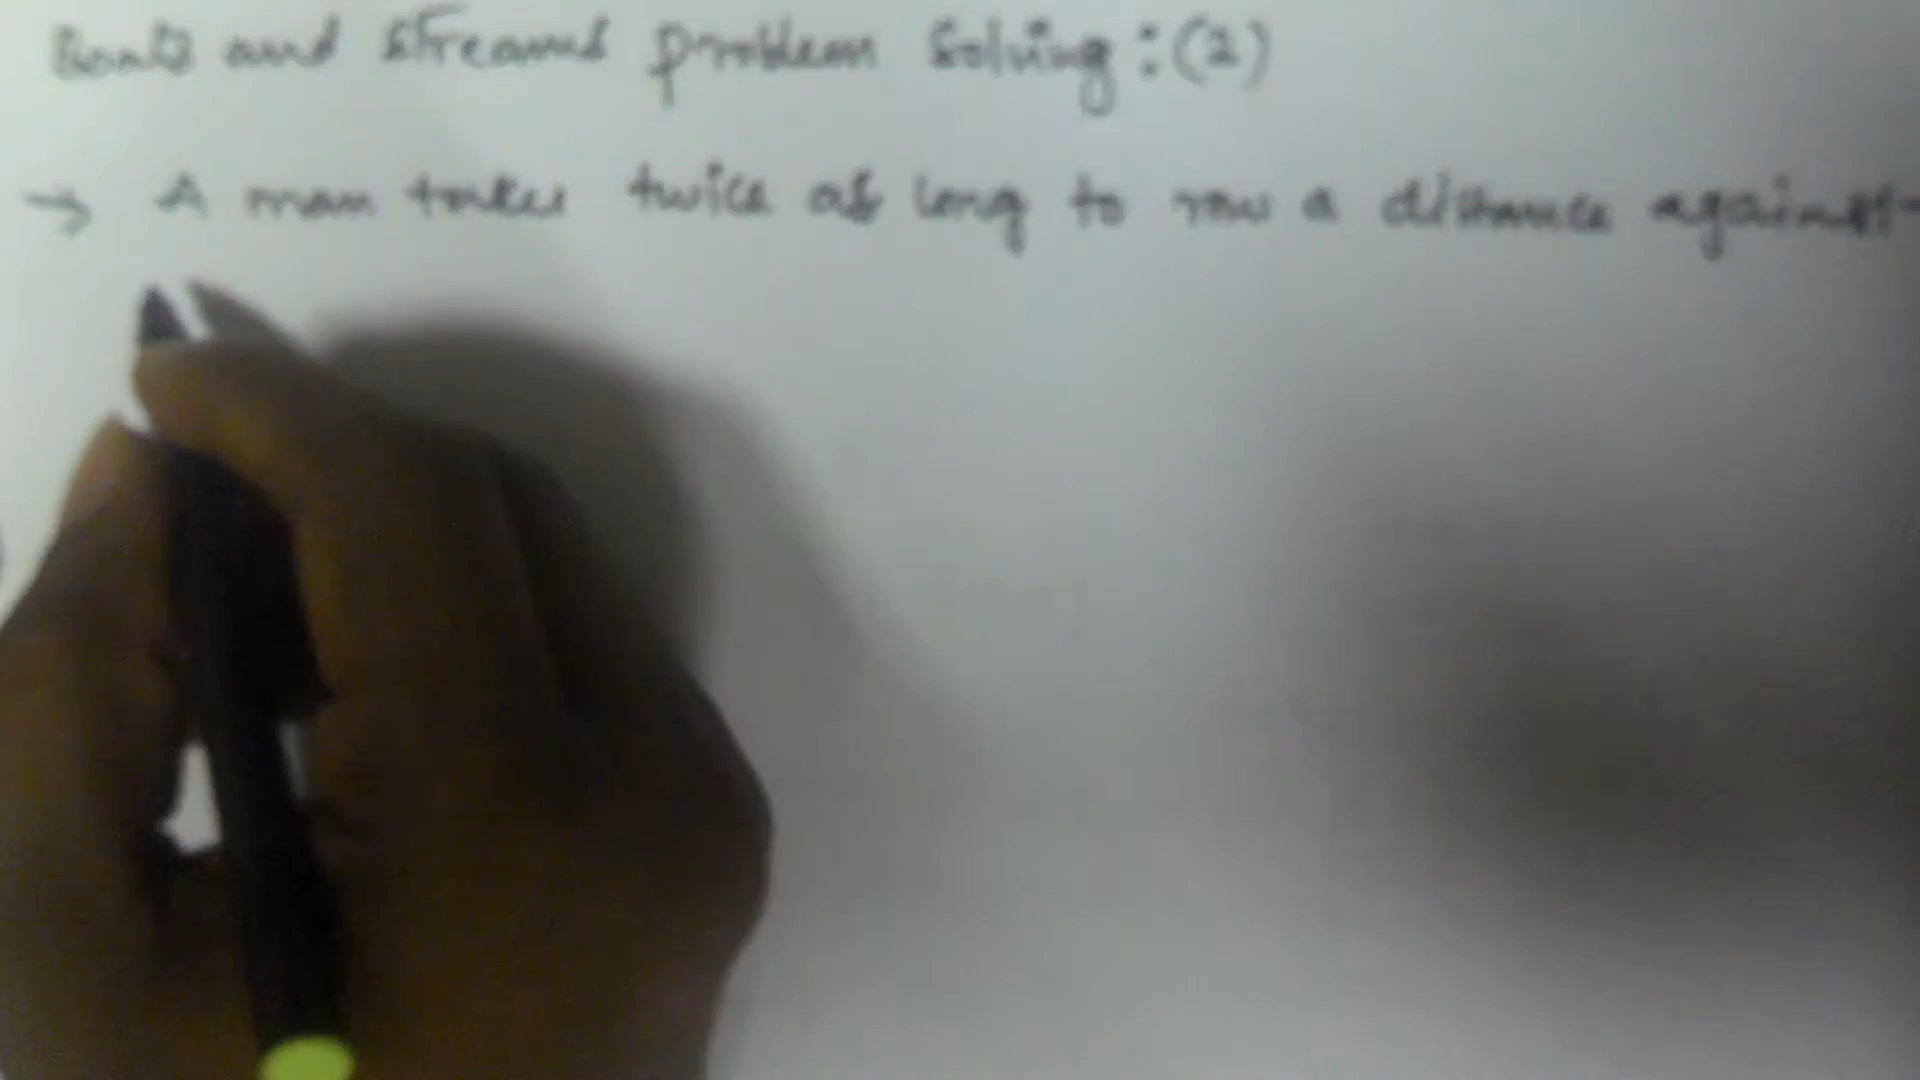 Boats and Streams problem Solving : (2)
→ A man takes twice as long to row a distance against